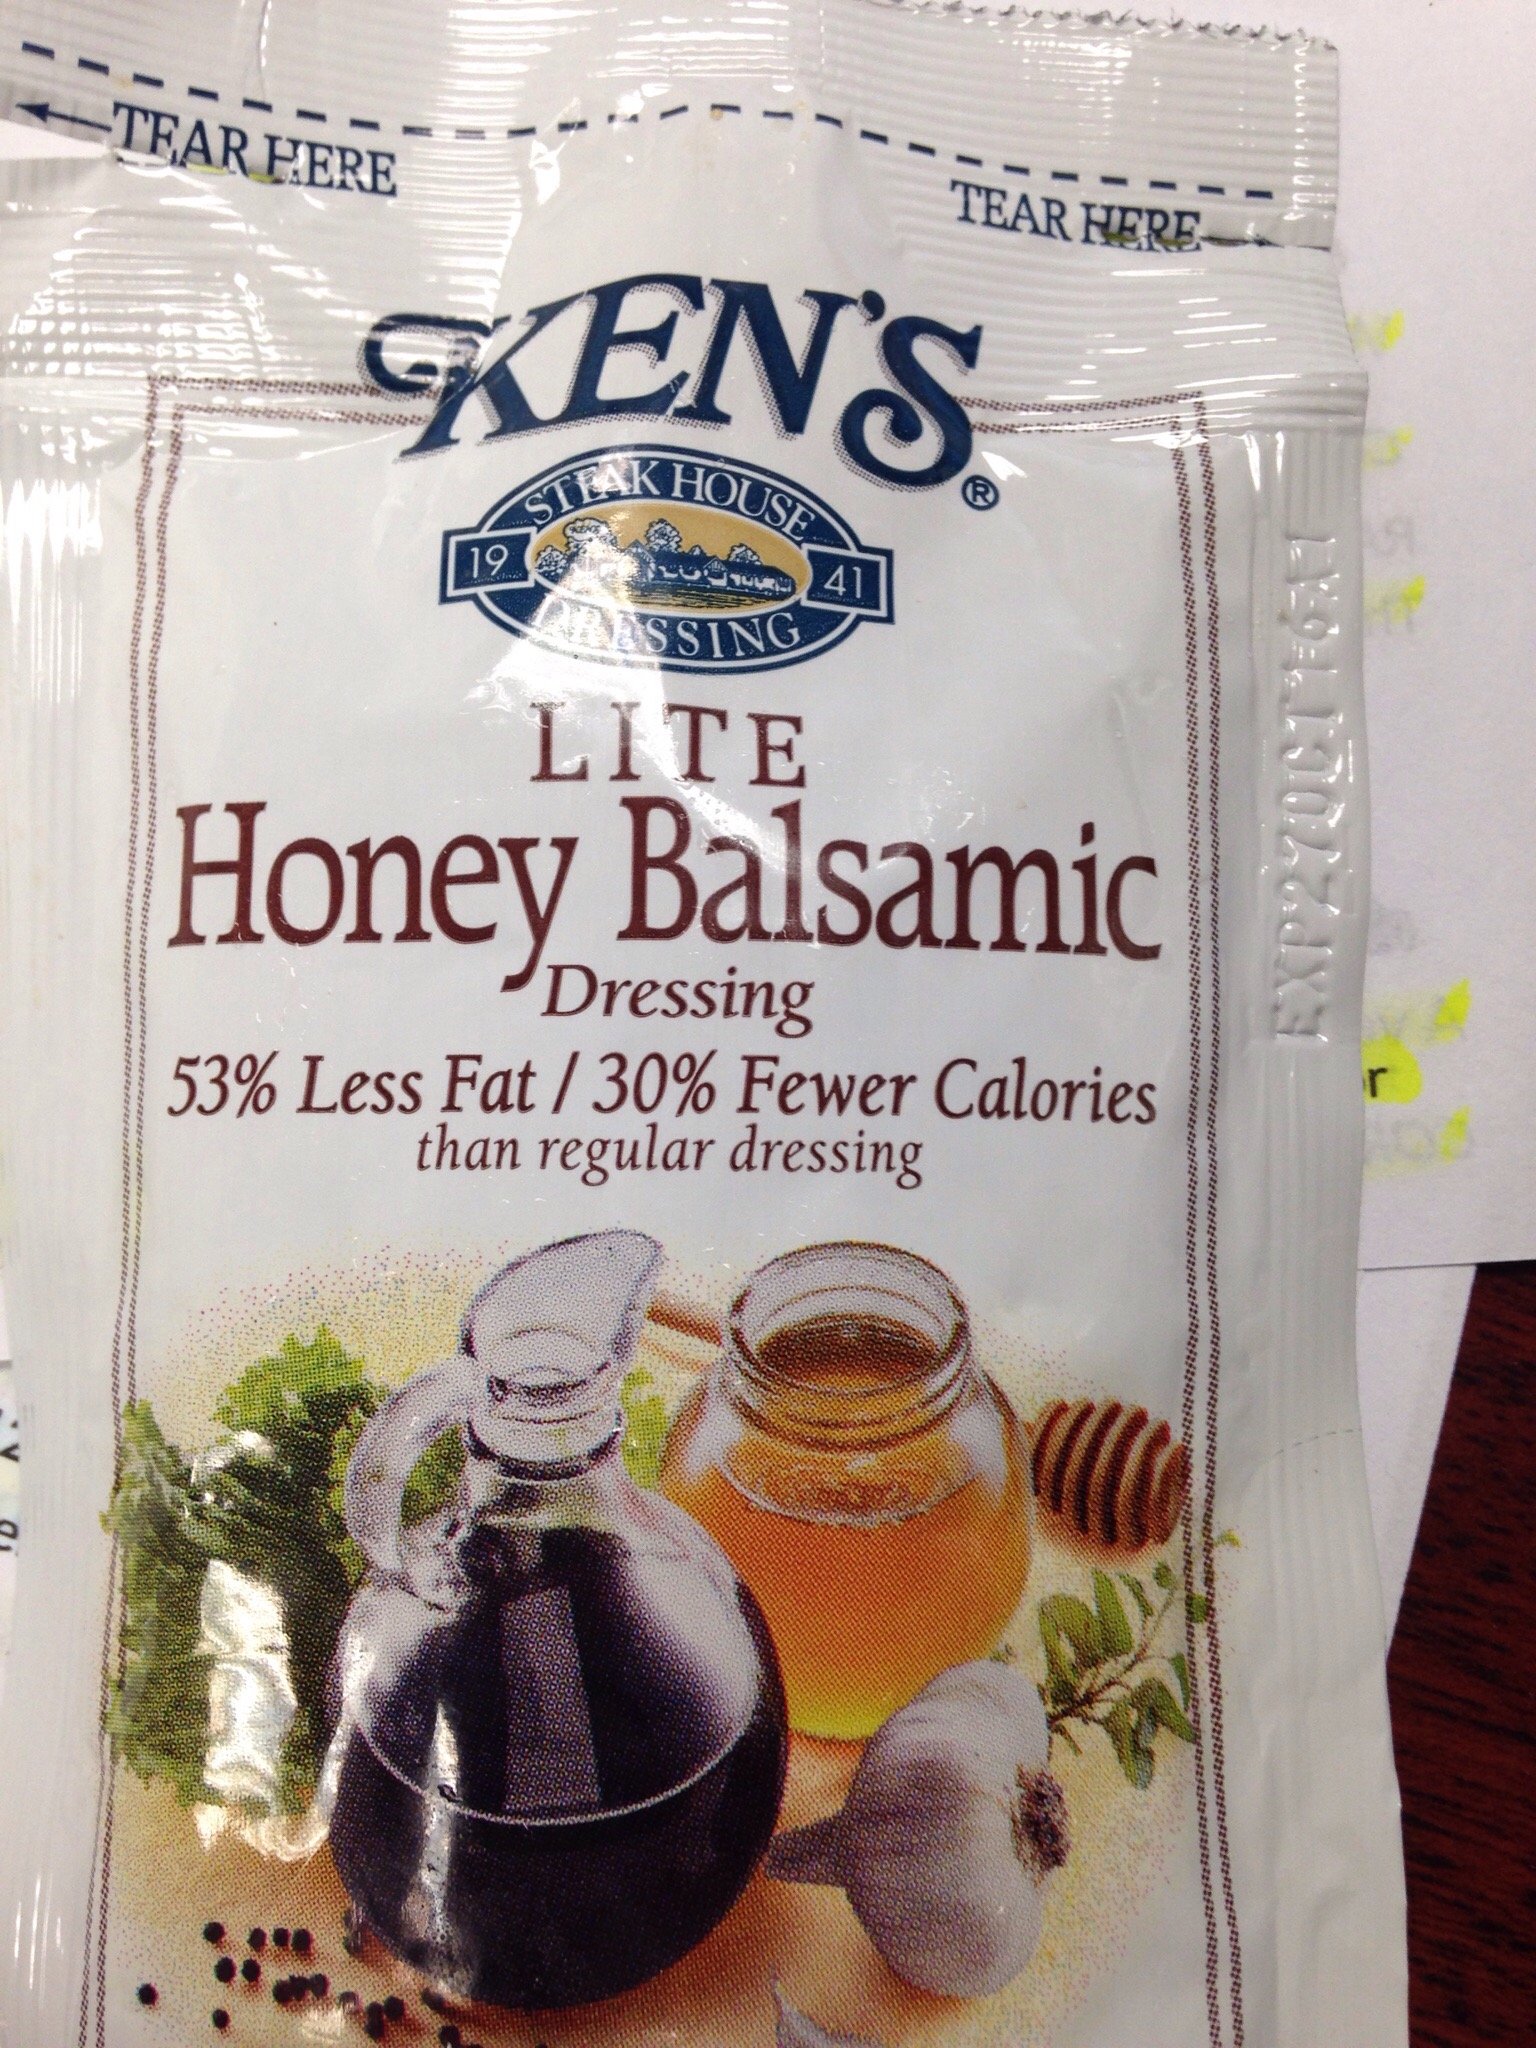 TEAR HERE
TEAR HERE
KEN'S®
STEAK HOUSE
19 41
DRESSING
LITE
Honey Balsamic
Dressing
53% Less Fat / 30% Fewer Calories
than regular dressing
r